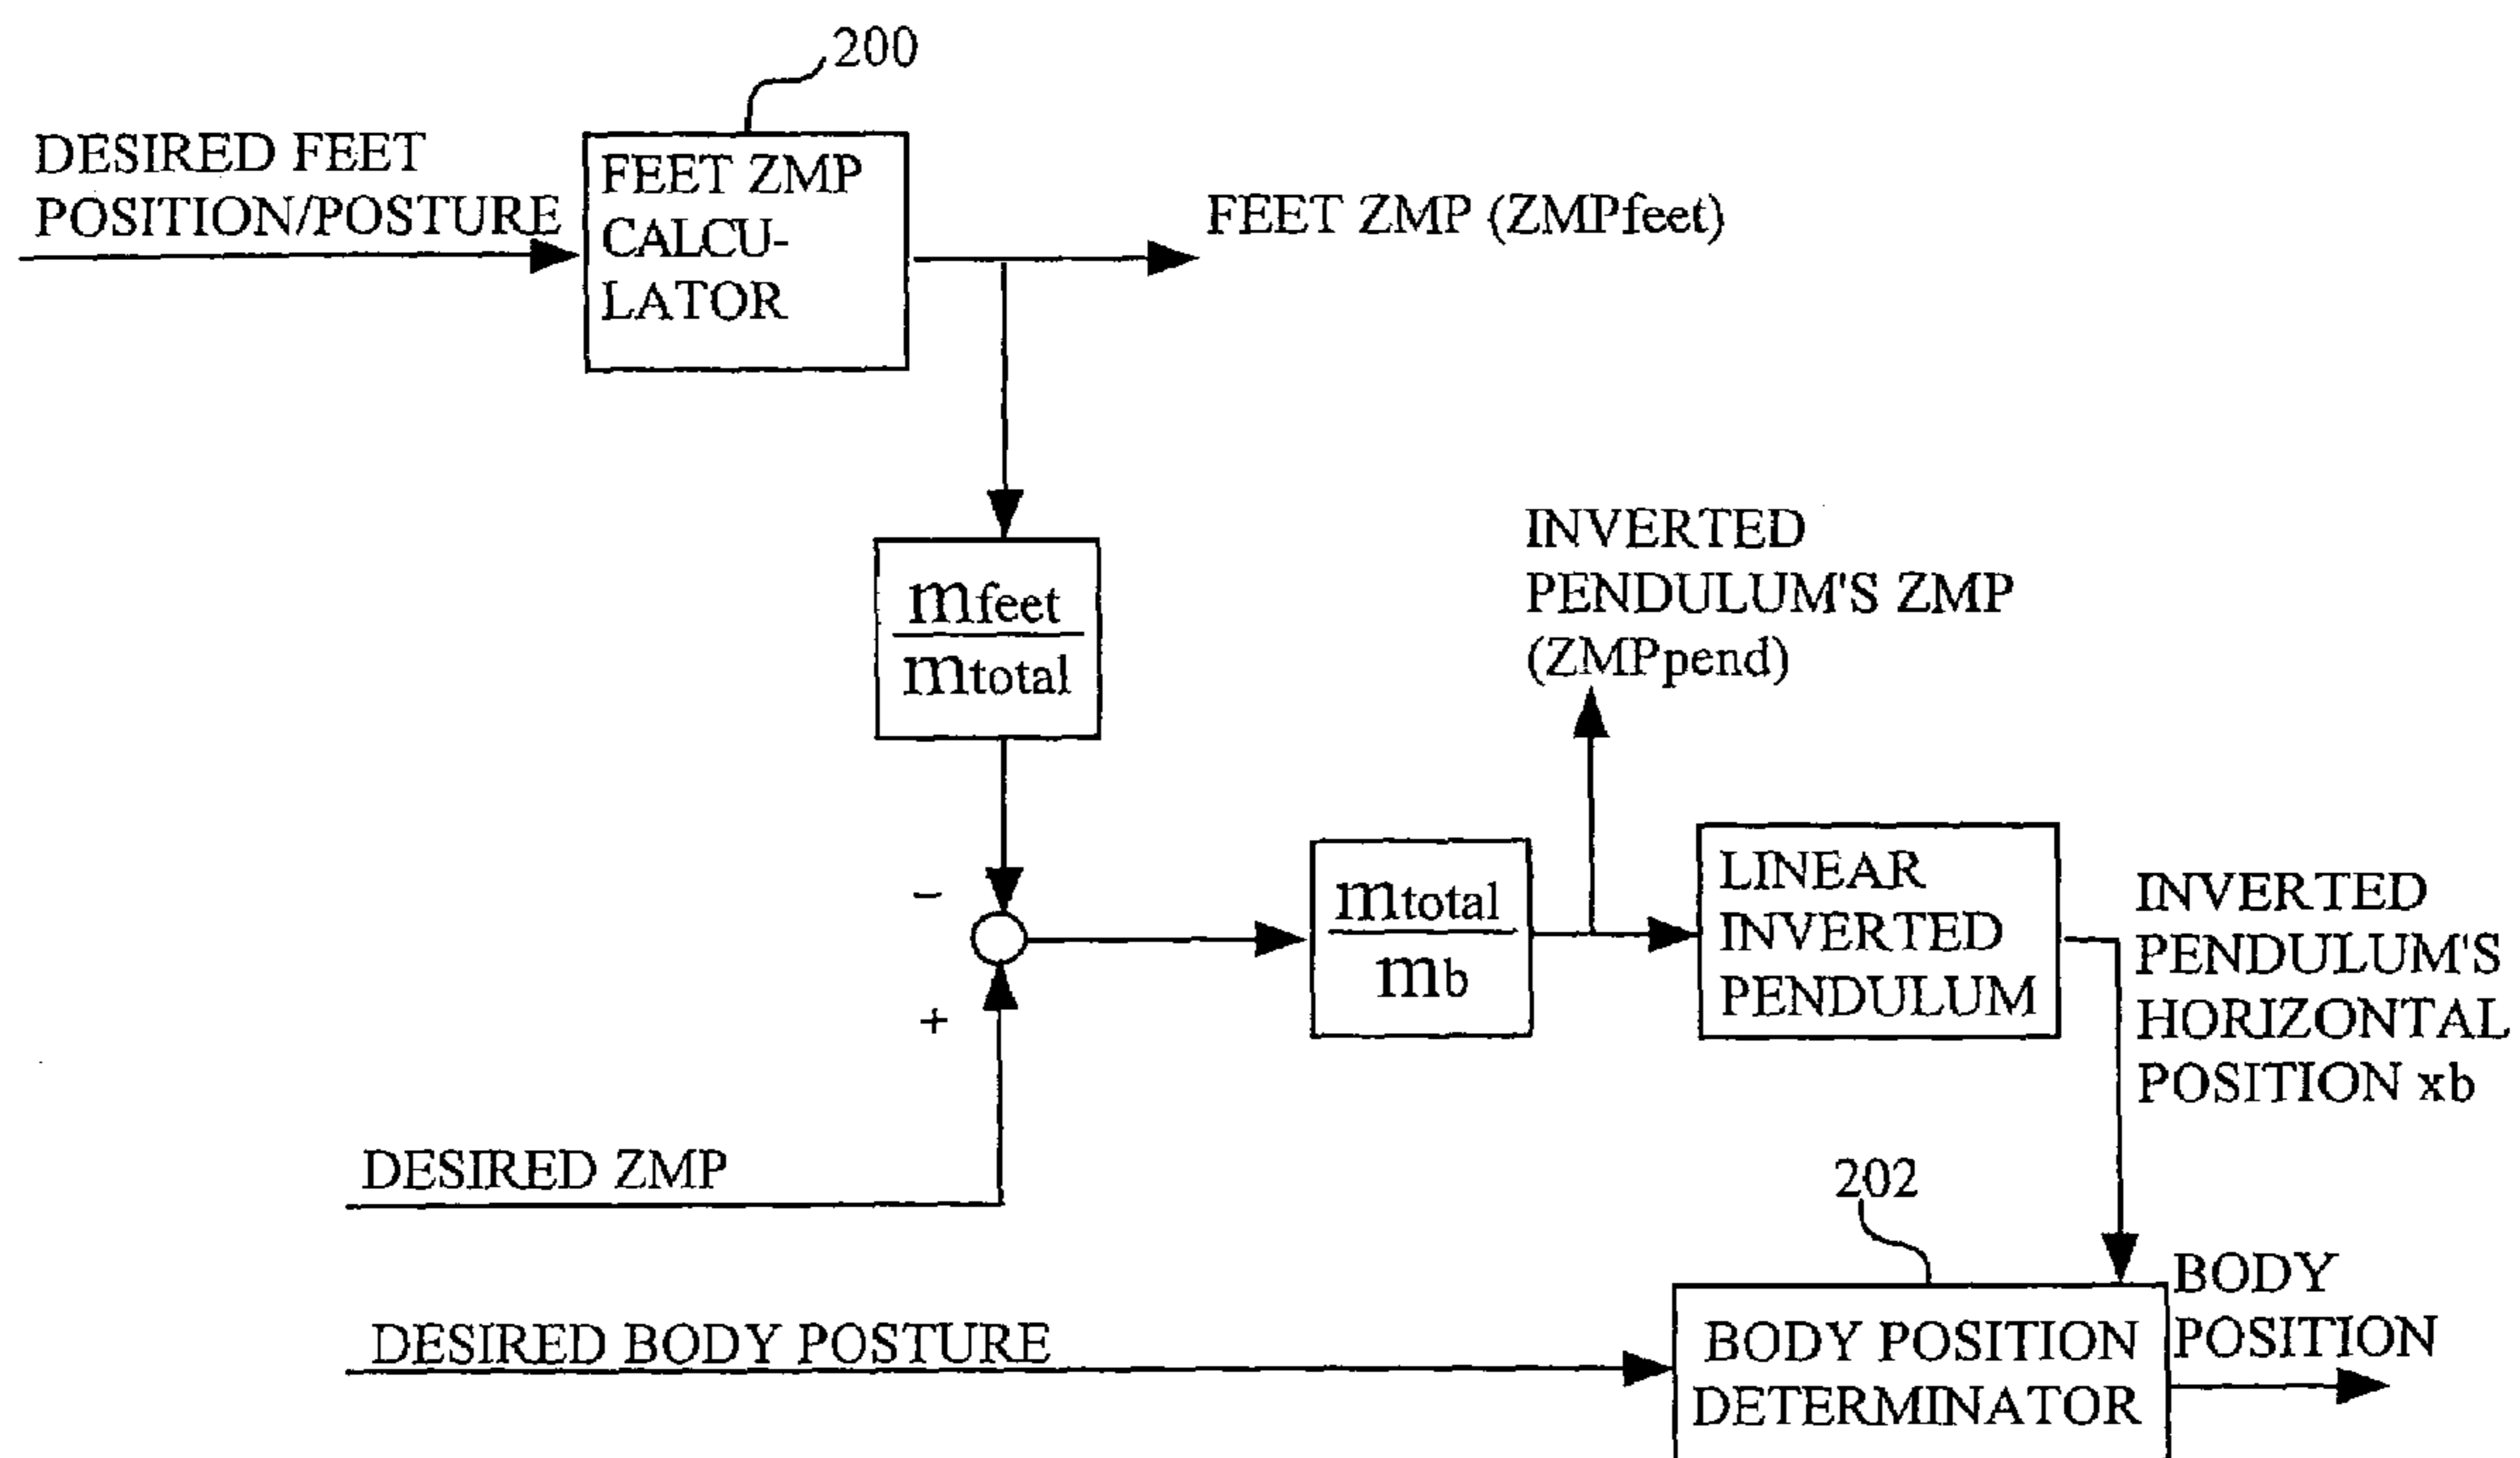 200
DESIRED FEET
POSITION/POSTURE
FEET ZMP
CALCU-
LATOR
FEET ZMP (ZMPfeet)
mfeet
mtotal
INVERTED
PENDULUM'S ZMP
(ZMPpend)
−
+
mtotal
mb
LINEAR
INVERTED
PENDULUM
INVERTED
PENDULUM'S
HORIZONTAL
POSITION xb
DESIRED ZMP
202
DESIRED BODY POSTURE
BODY POSITION
DETERMINATOR
BODY
POSITION